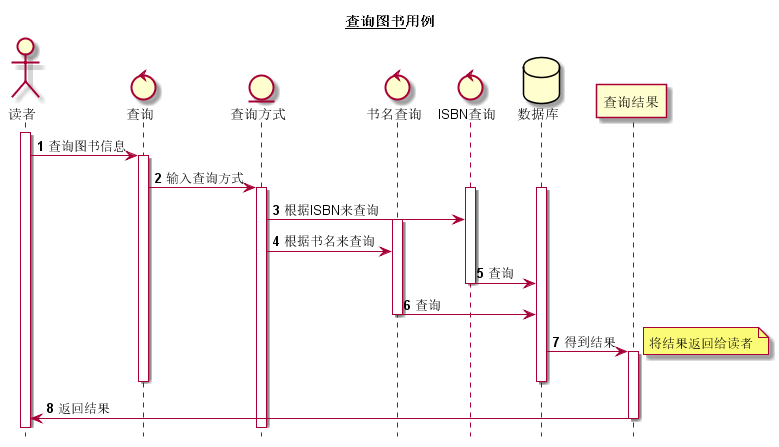 查询图书用例
读者
查询
查询方式
书名查询
ISBN查询
数据库
查询结果
1 查询图书信息
2 输入查询方式
3 根据ISBN来查询
4 根据书名来查询
5 查询
6 查询
7 得到结果
将结果返回给读者
8 返回结果